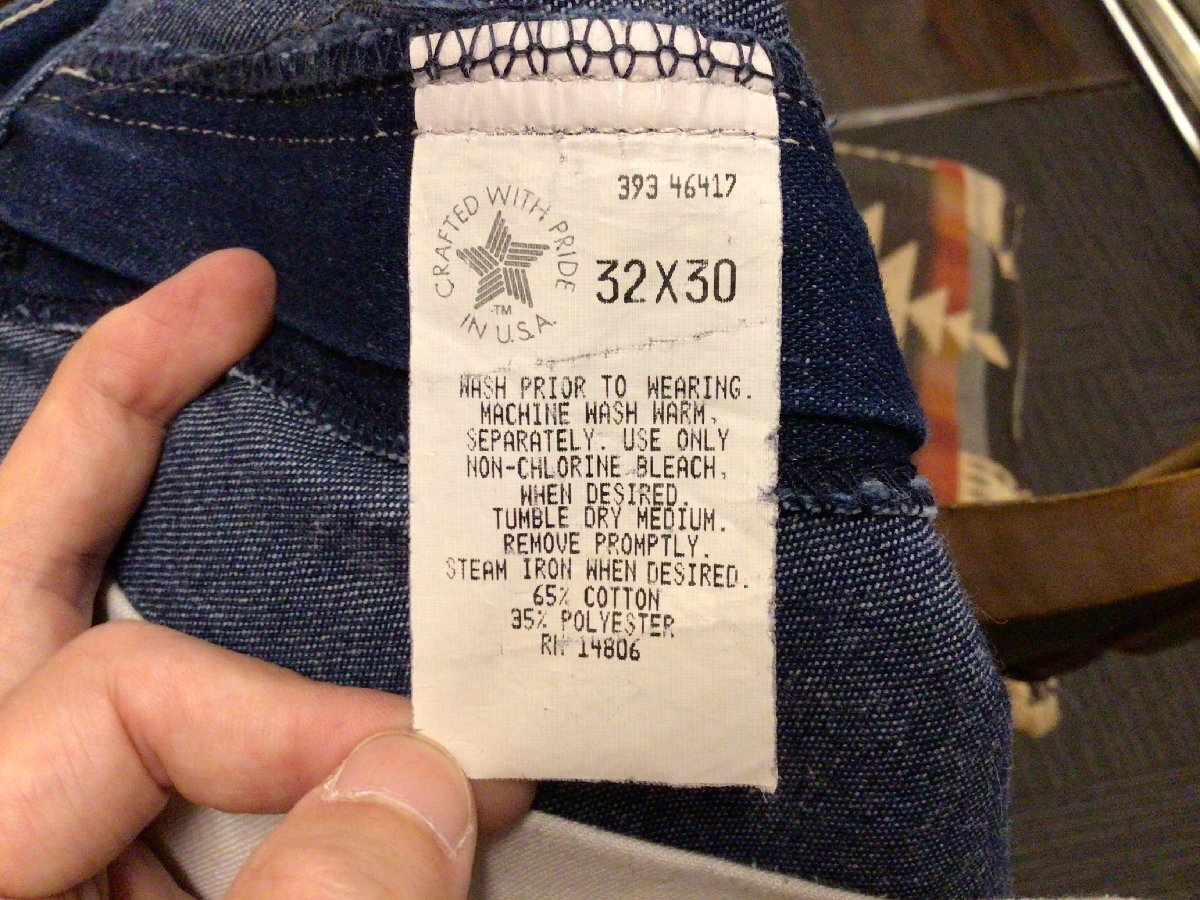 393 46417
CRAFTED WITH PRIDE
TM
IN U.S.A.
32X30
WASH PRIOR TO WEARING.
MACHINE WASH WARM,
SEPARATELY. USE ONLY
NON-CHLORINE BLEACH,
WHEN DESIRED.
TUMBLE DRY MEDIUM.
REMOVE PROMPTLY.
STEAM IRON WHEN DESIRED.
65% COTTON
35% POLYESTER
RN 14806